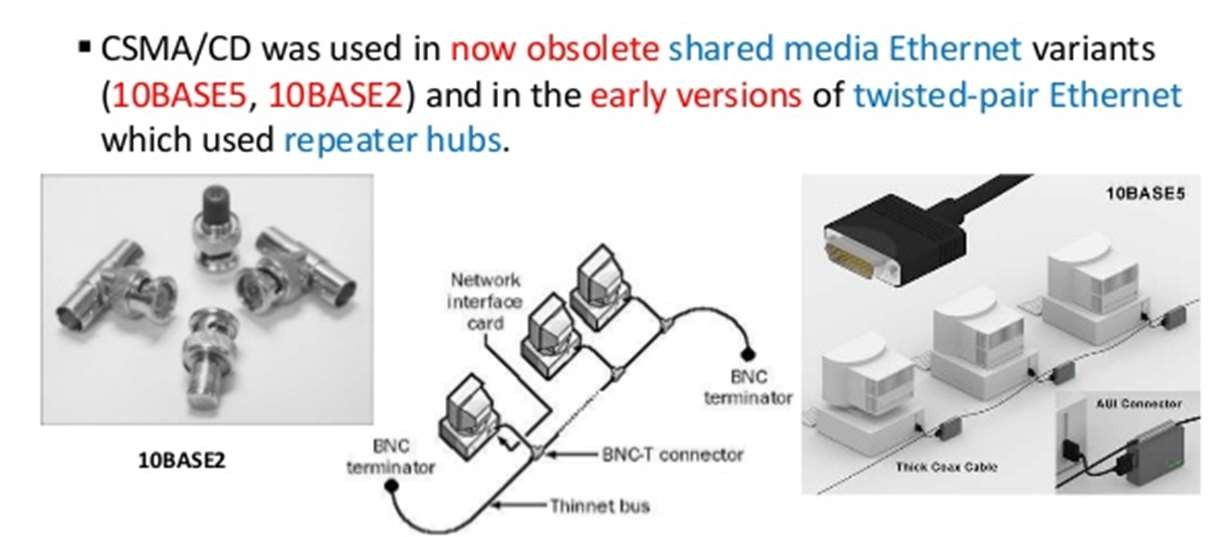 ▪ CSMA/CD was used in now obsolete shared media Ethernet variants
(10BASE5, 10BASE2) and in the early versions of twisted-pair Ethernet
which used repeater hubs.
10BASE2
Network
interface
card
BNC
terminator
BNC
terminator
BNC-T connector
Thinnet bus
10BASE5
AUI Connector
Thick Coax Cable